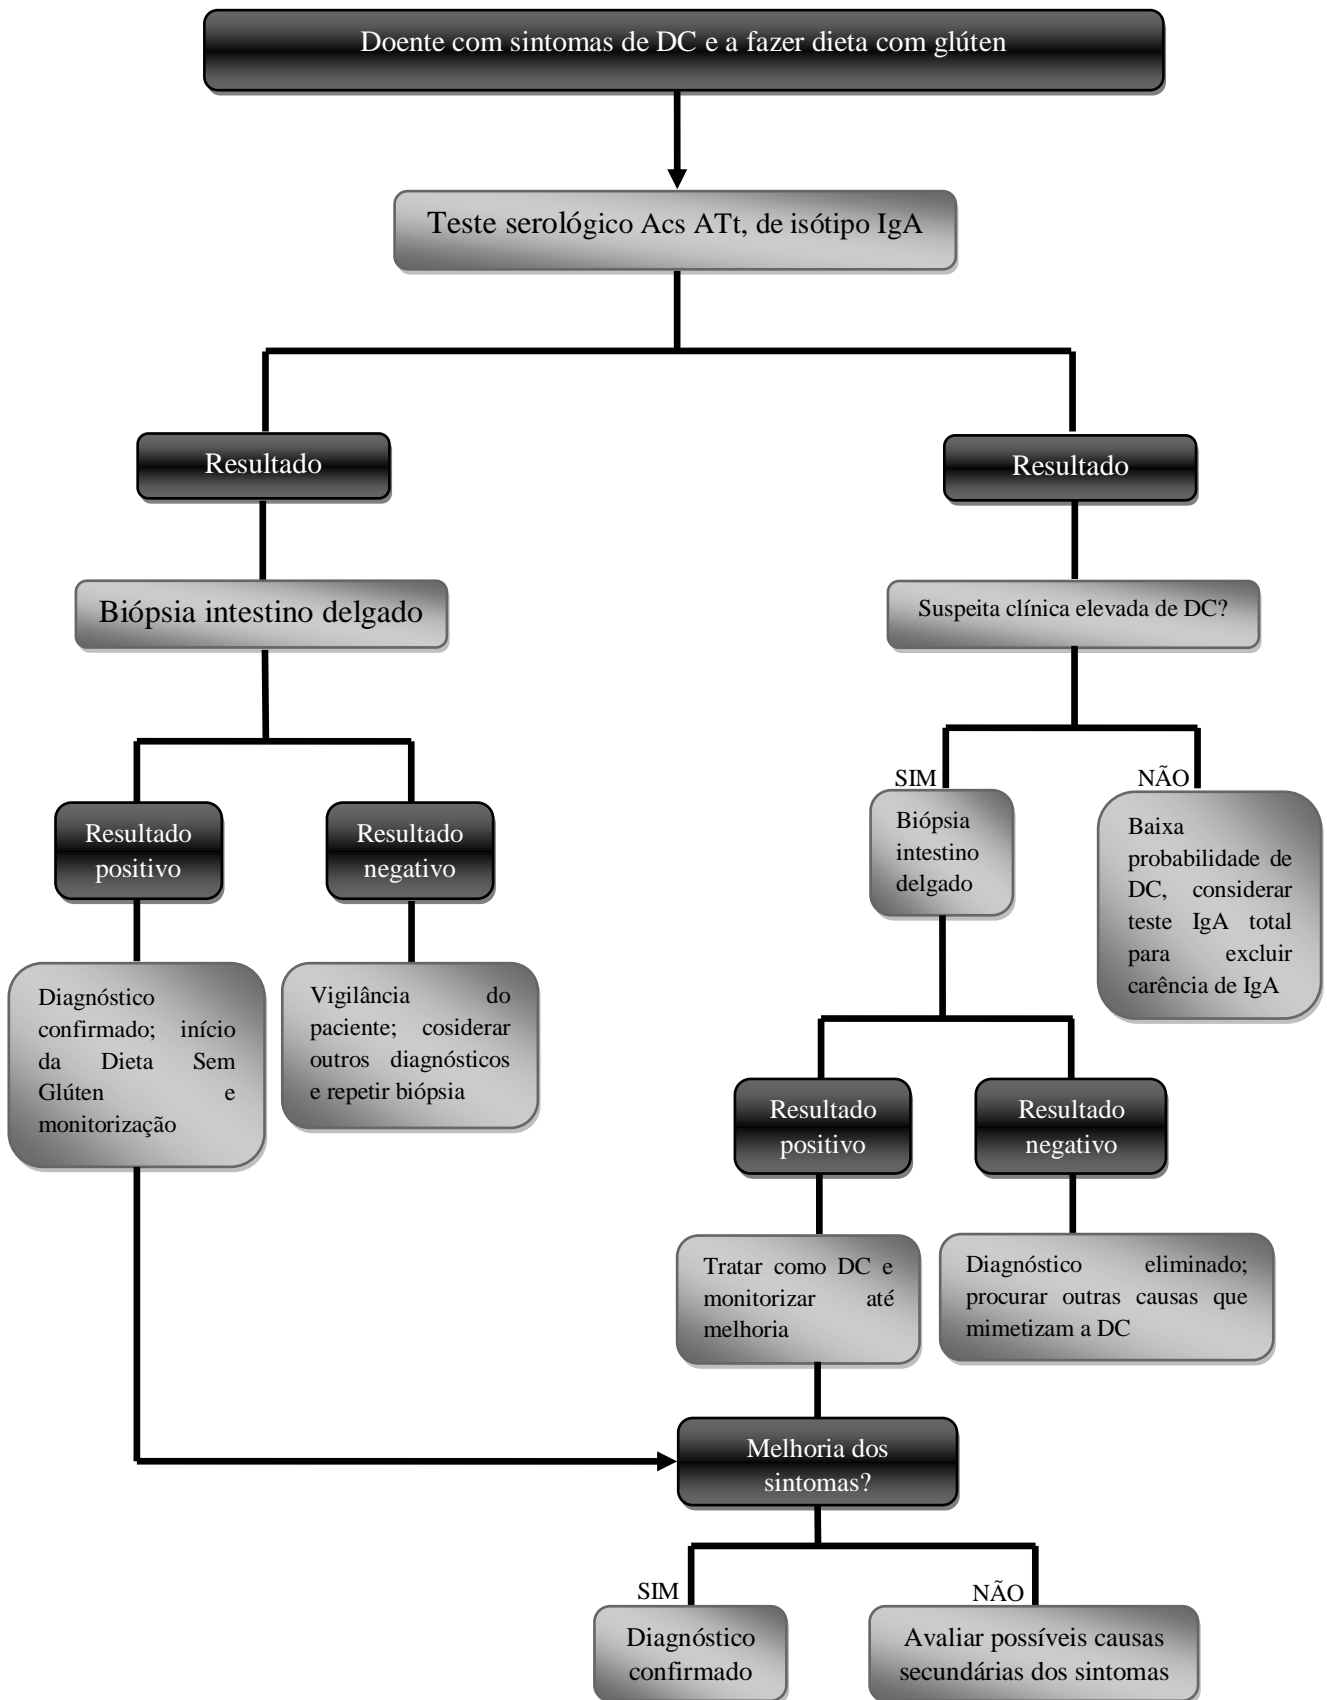 Doente com sintomas de DC e a fazer dieta com glúten
Teste serológico Acs ATt, de isótipo IgA
Resultado
Resultado
Biópsia intestino delgado
Suspeita clínica elevada de DC?
SIM
NÃO
Resultado
positivo
Resultado
negativo
Biópsia
intestino
delgado
Baixa
probabilidade de
DC, considerar
teste IgA total
para excluir
carência de IgA
Diagnóstico
confirmado; início
da Dieta Sem
Glúten e
monitorização
Vigilância do
paciente; cosiderar
outros diagnósticos
e repetir biópsia
Resultado
positivo
Resultado
negativo
Tratar como DC e
monitorizar até
melhoria
Diagnóstico eliminado;
procurar outras causas que
mimetizam a DC
Melhoria dos
sintomas?
SIM
NÃO
Diagnóstico
confirmado
Avaliar possíveis causas
secundárias dos sintomas